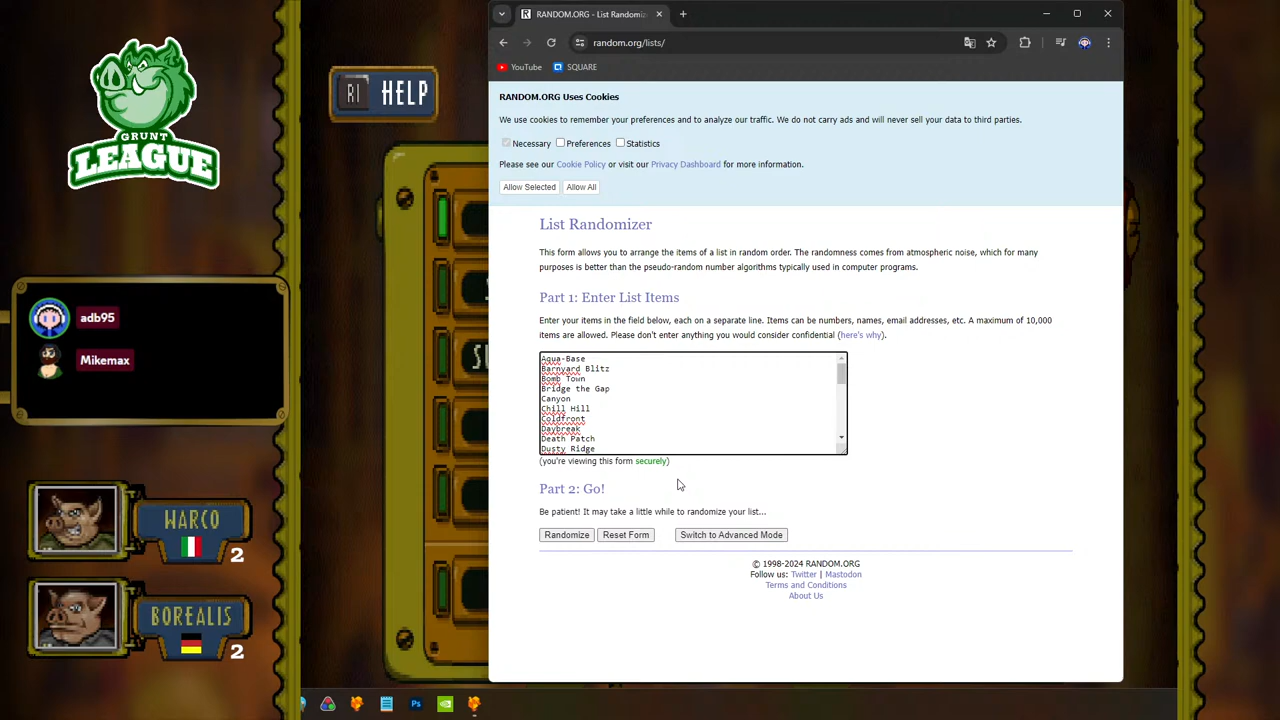 GRUNT
LEAGUE
adb95
Mikemax
WARCO
2
BOREALIS
2
R1 HELP
R RANDOM.ORG - List Randomiz
random.org/lists/
YouTube SQUARE
RANDOM.ORG Uses Cookies
We use cookies to remember your preferences and to analyze our traffic. We do not carry ads and will never sell your data to third parties.
Necessary Preferences Statistics
Please see our Cookie Policy or visit our Privacy Dashboard for more information.
Allow Selected Allow All
List Randomizer
This form allows you to arrange the items of a list in random order. The randomness comes from atmospheric noise, which for many
purposes is better than the pseudo-random number algorithms typically used in computer programs.
Part 1: Enter List Items
Enter your items in the field below, each on a separate line. Items can be numbers, names, email addresses, etc. A maximum of 10,000
items are allowed. Please don't enter anything you would consider confidential (here's why).
Aqua-Base
Barnyard Blitz
Bomb Town
Bridge the Gap
Canyon
Chill Hill
Coldfront
Daybreak
Death Patch
Dusty Ridge
(you're viewing this form securely)
Part 2: Go!
Be patient! It may take a little while to randomize your list...
Randomize Reset Form Switch to Advanced Mode
© 1998-2024 RANDOM.ORG
Follow us: Twitter | Mastodon
Terms and Conditions
About Us
Ps